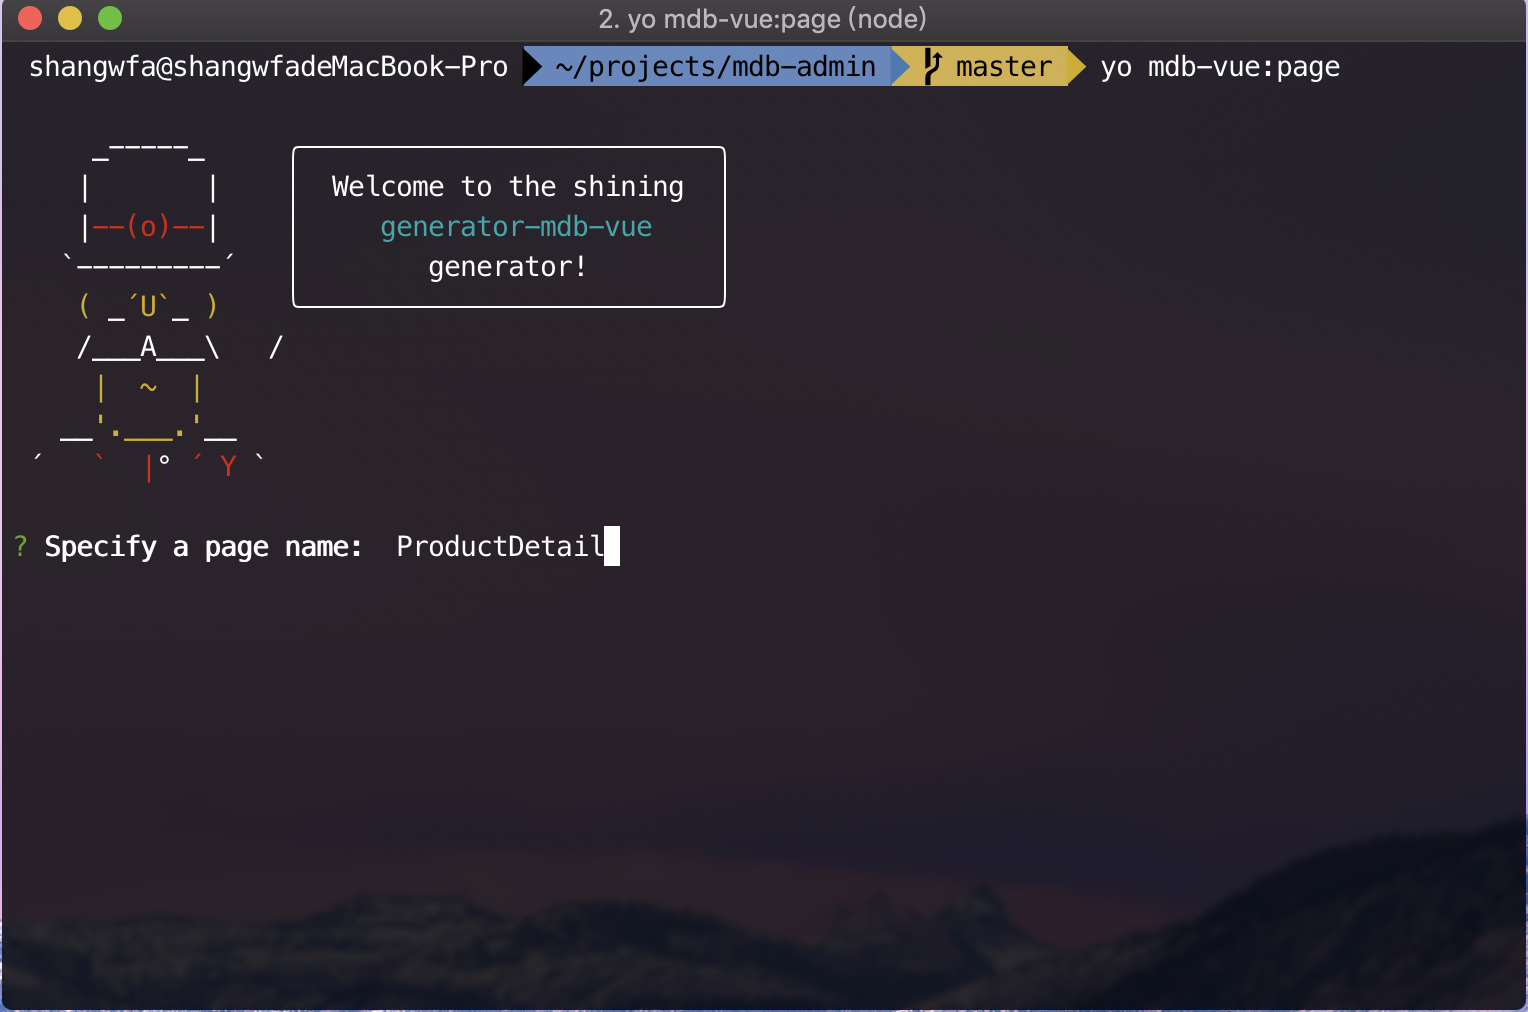 2. yo mdb-vue:page (node)
shangwfa@shangwfadeMacBook-Pro ~/projects/mdb-admin master yo mdb-vue:page
_-----_
|       |
|--(o)--|
`---------´
( _´U`_ )
/___A___\   /
|  ~  |
__'.___.'__
´   `  |° ´ Y `
Welcome to the shining
generator-mdb-vue
generator!
? Specify a page name:  ProductDetail